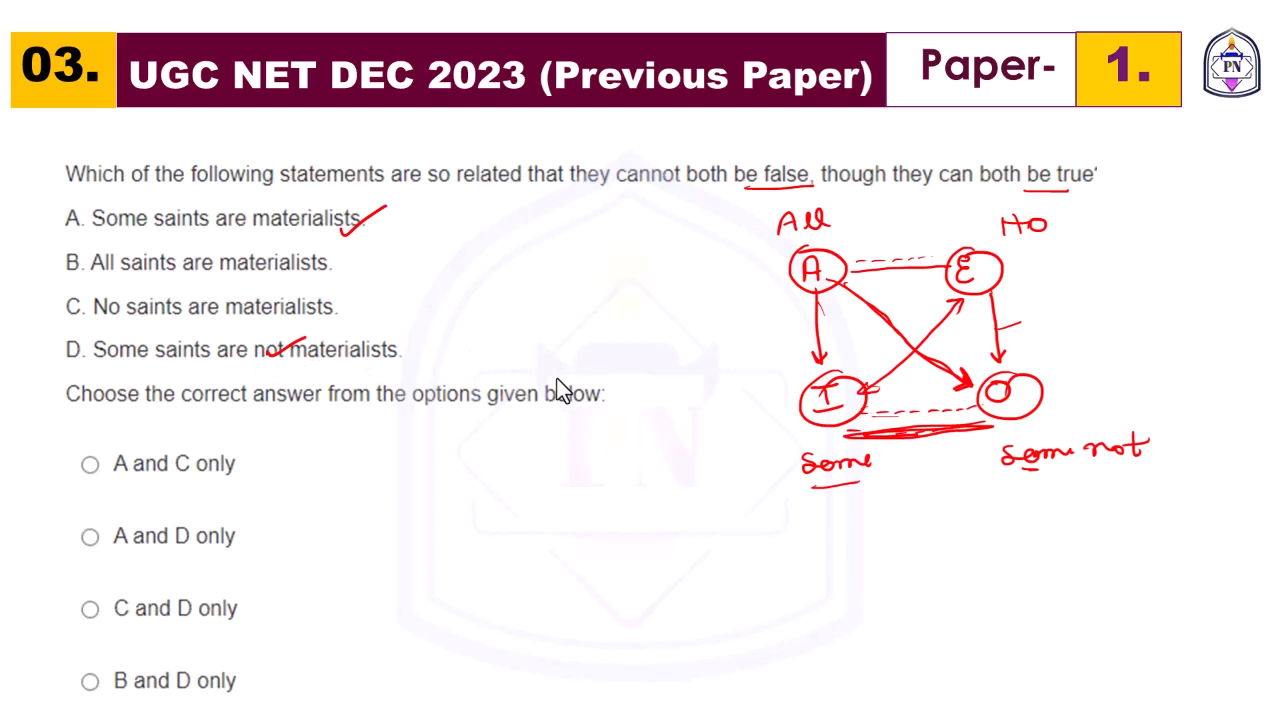 03. UGC NET DEC 2023 (Previous Paper) Paper- 1. PN
Which of the following statements are so related that they cannot both be false, though they can both be true'
A. Some saints are materialists.
B. All saints are materialists.
C. No saints are materialists.
D. Some saints are not materialists.
Choose the correct answer from the options given below:
A and C only
A and D only
C and D only
B and D only
All NO
A E
I O
Some Some not
PN